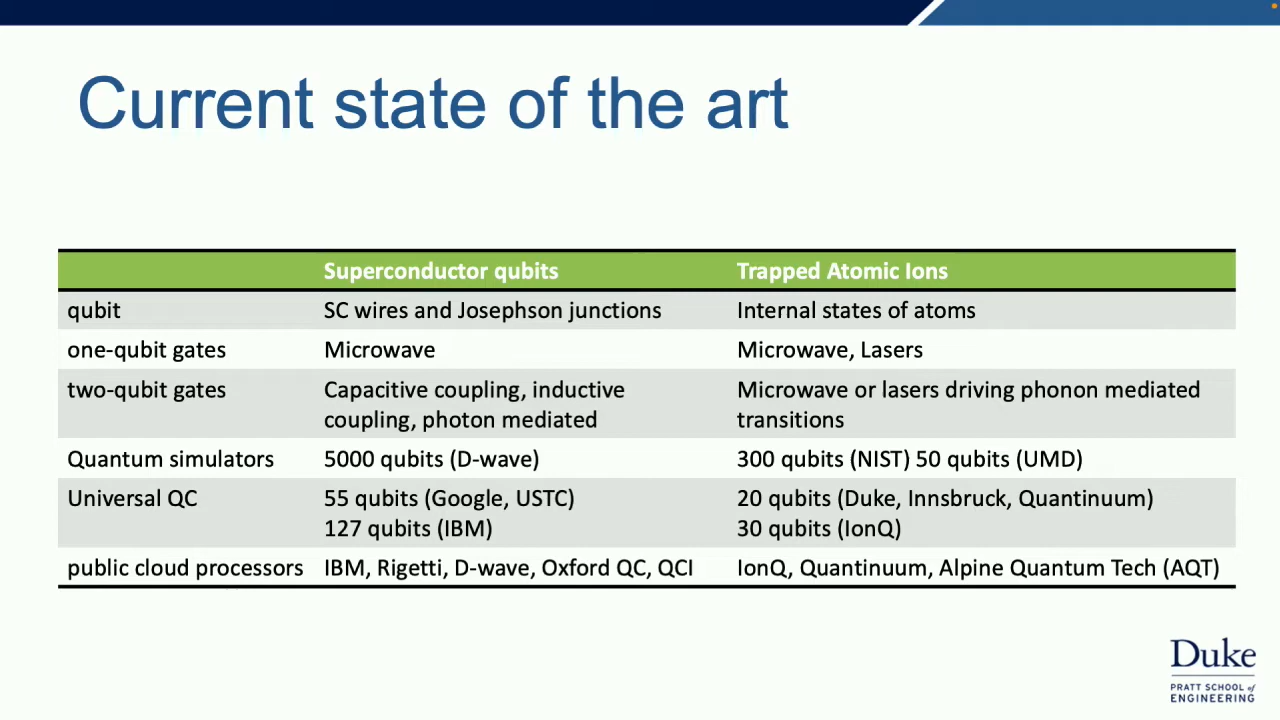 Current state of the art
Superconductor qubits Trapped Atomic Ions
qubit SC wires and Josephson junctions Internal states of atoms
one-qubit gates Microwave Microwave, Lasers
two-qubit gates Capacitive coupling, inductive Microwave or lasers driving phonon mediated
coupling, photon mediated transitions
Quantum simulators 5000 qubits (D-wave) 300 qubits (NIST) 50 qubits (UMD)
Universal QC 55 qubits (Google, USTC) 20 qubits (Duke, Innsbruck, Quantinuum)
127 qubits (IBM) 30 qubits (IonQ)
public cloud processors IBM, Rigetti, D-wave, Oxford QC, QCI IonQ, Quantinuum, Alpine Quantum Tech (AQT)
Duke
PRATT SCHOOL of
ENGINEERING